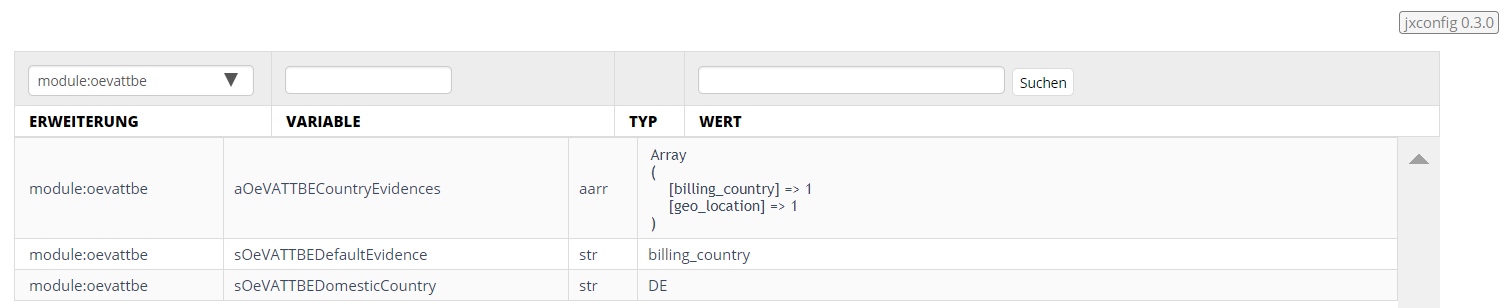 jxconfig 0.3.0
module:oevattbe ▼ Suchen
ERWEITERUNG VARIABLE TYP WERT
module:oevattbe aOeVATTBECountryEvidences aarr Array
(
[billing_country] => 1
[geo_location] => 1
)
module:oevattbe sOeVATTBEDefaultEvidence str billing_country
module:oevattbe sOeVATTBEDomesticCountry str DE